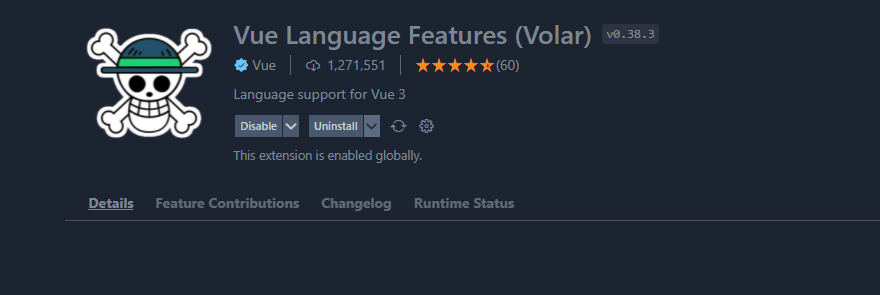 Vue Language Features (Volar) v0.38.3
Vue 1,271,551 (60)
Language support for Vue 3
Disable Uninstall
This extension is enabled globally.
Details Feature Contributions Changelog Runtime Status